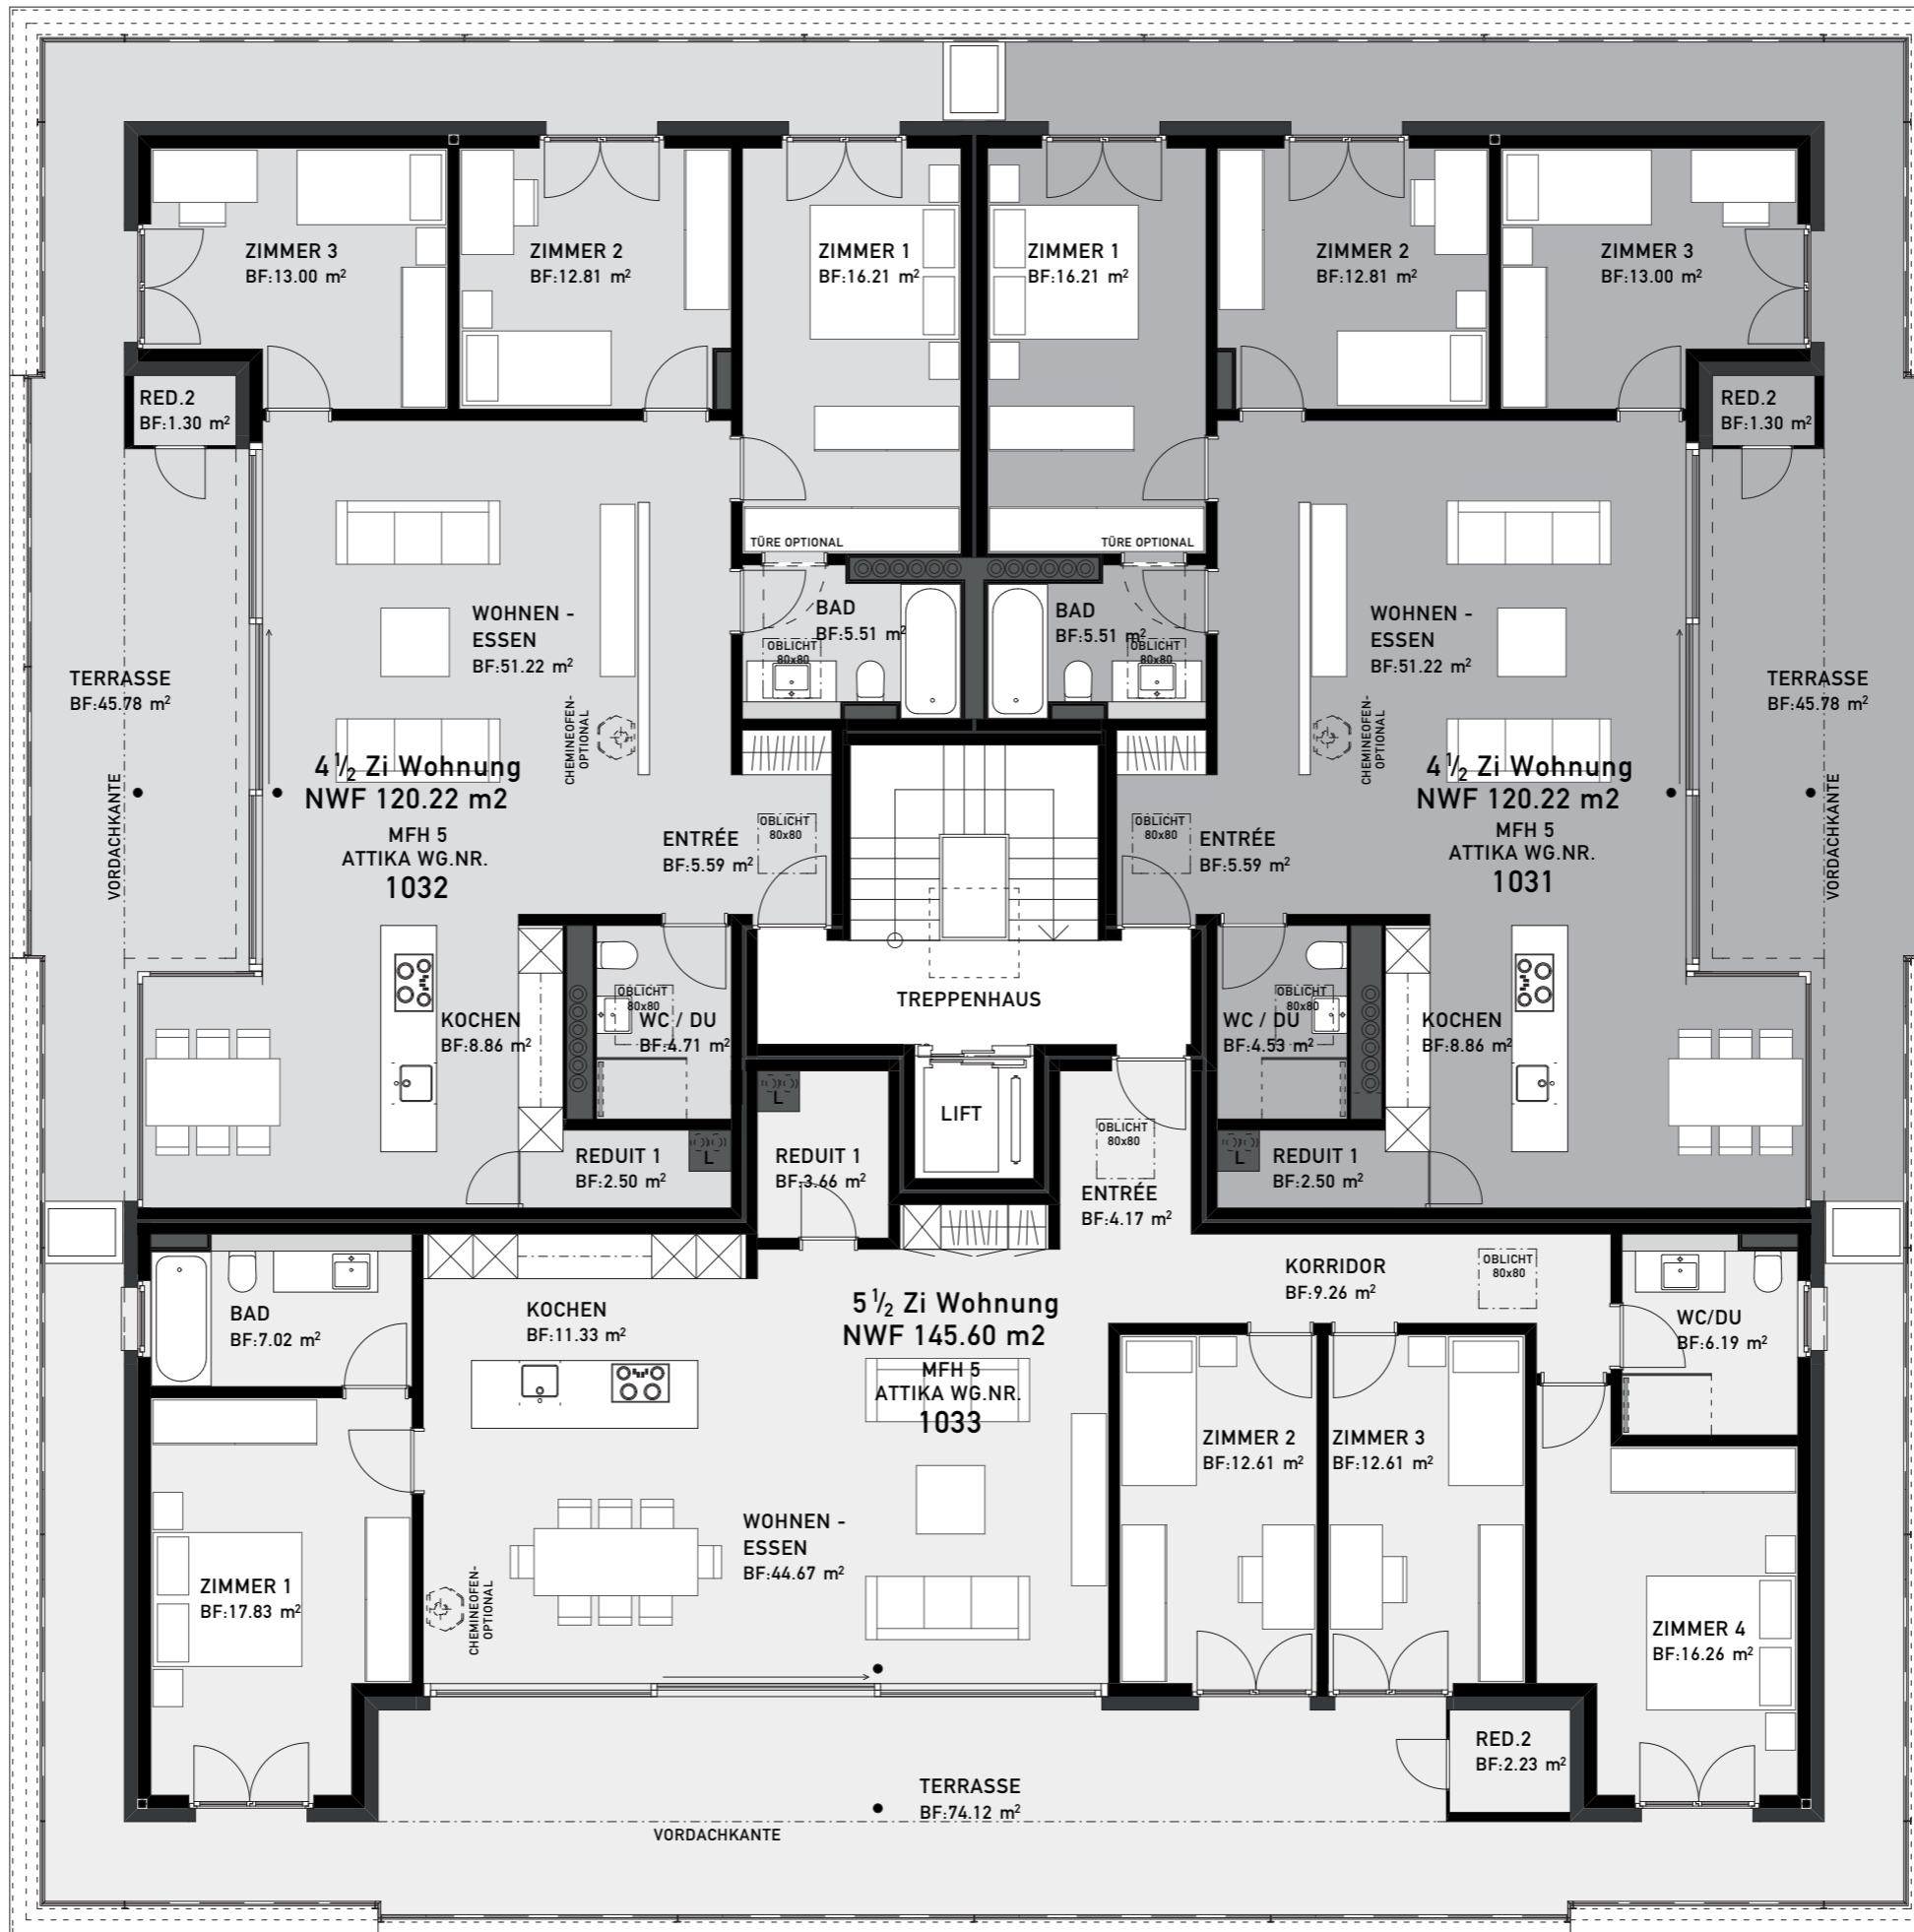 ZIMMER 3
BF:13.00 m²
ZIMMER 2
BF:12.81 m²
ZIMMER 1
BF:16.21 m²
ZIMMER 1
BF:16.21 m²
ZIMMER 2
BF:12.81 m²
ZIMMER 3
BF:13.00 m²
RED.2
BF:1.30 m²
RED.2
BF:1.30 m²
TÜRE OPTIONAL
TÜRE OPTIONAL
WOHNEN -
ESSEN
BF:51.22 m²
BAD
BF:5.51 m²
OBLICHT
80x80
BAD
BF:5.51 m²
OBLICHT
80x80
WOHNEN -
ESSEN
BF:51.22 m²
TERRASSE
BF:45.78 m²
TERRASSE
BF:45.78 m²
CHEMINEOFEN-
OPTIONAL
CHEMINEOFEN-
OPTIONAL
VORDACHKANTE
4 ½ Zi Wohnung
NWF 120.22 m2
MFH 5
ATTIKA WG.NR.
1032
4 ½ Zi Wohnung
NWF 120.22 m2
MFH 5
ATTIKA WG.NR.
1031
VORDACHKANTE
ENTRÉE
BF:5.59 m²
OBLICHT
80x80
OBLICHT
80x80
ENTRÉE
BF:5.59 m²
TREPPENHAUS
KOCHEN
BF:8.86 m²
OBLICHT
80x80
WC / DU
BF:4.71 m²
OBLICHT
80x80
WC / DU
BF:4.53 m²
KOCHEN
BF:8.86 m²
LIFT
L
L
L
REDUIT 1
BF:2.50 m²
REDUIT 1
BF:3.66 m²
OBLICHT
80x80
ENTRÉE
BF:4.17 m²
REDUIT 1
BF:2.50 m²
KORRIDOR
BF:9.26 m²
OBLICHT
80x80
BAD
BF:7.02 m²
KOCHEN
BF:11.33 m²
5 ½ Zi Wohnung
NWF 145.60 m2
MFH 5
ATTIKA WG.NR.
1033
WC/DU
BF:6.19 m²
ZIMMER 2
BF:12.61 m²
ZIMMER 3
BF:12.61 m²
WOHNEN -
ESSEN
BF:44.67 m²
CHEMINEOFEN-
OPTIONAL
ZIMMER 1
BF:17.83 m²
ZIMMER 4
BF:16.26 m²
RED.2
BF:2.23 m²
TERRASSE
BF:74.12 m²
VORDACHKANTE